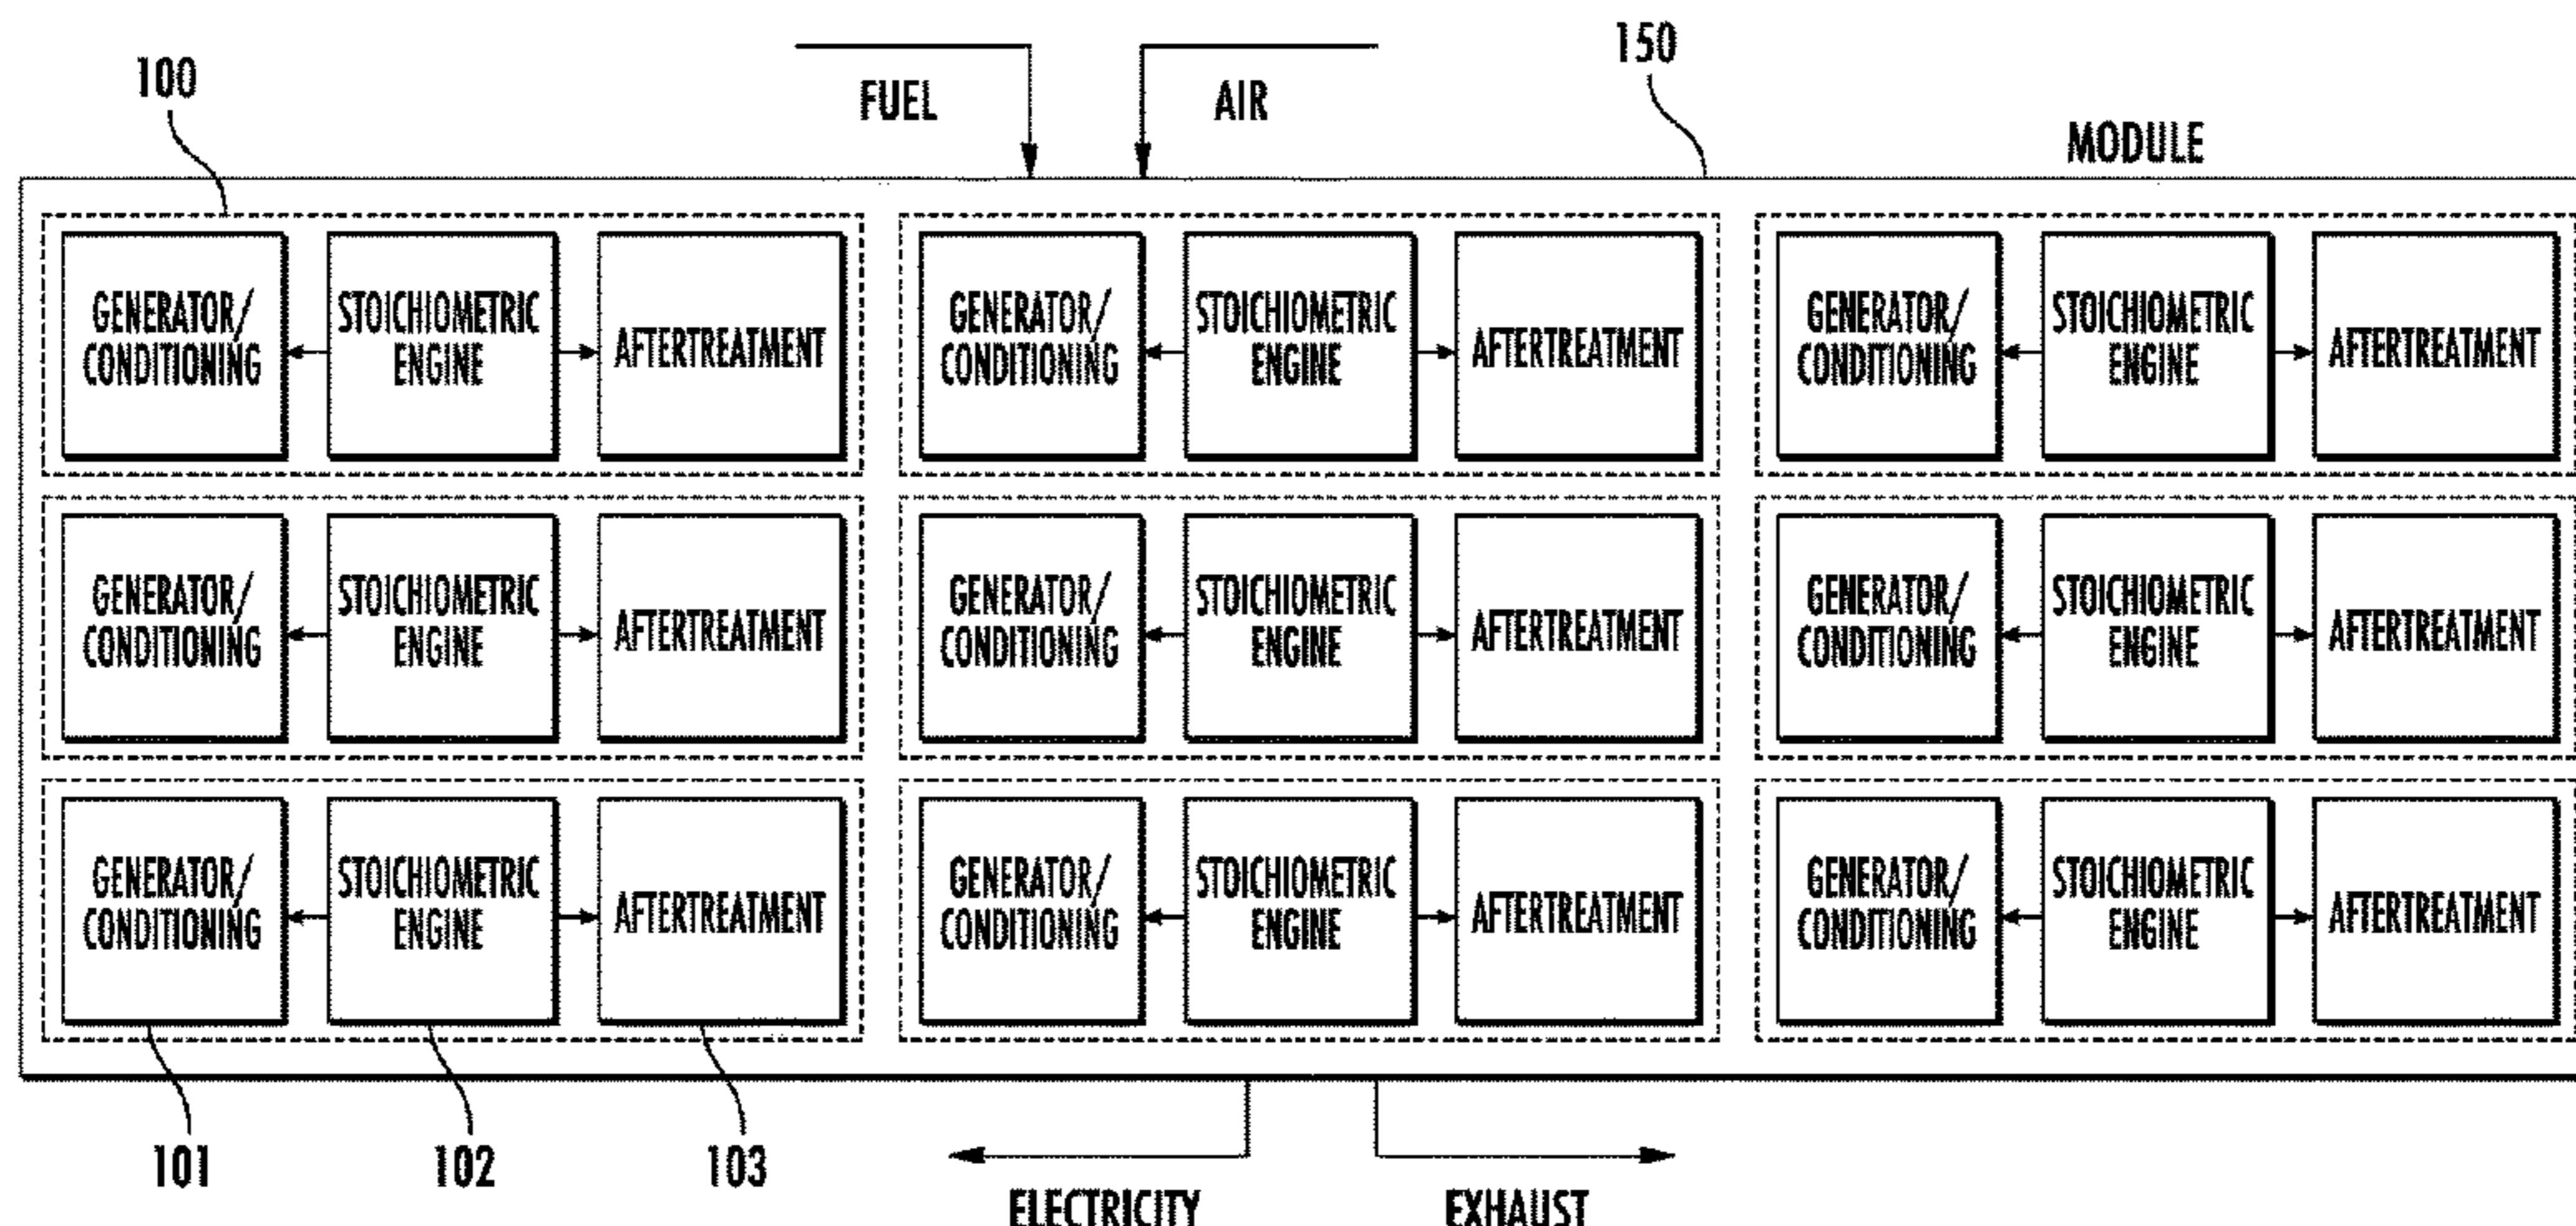 100
FUEL
AIR
150
MODULE
GENERATOR/
CONDITIONING
STOICHIOMETRIC
ENGINE
AFTERTREATMENT
GENERATOR/
CONDITIONING
STOICHIOMETRIC
ENGINE
AFTERTREATMENT
GENERATOR/
CONDITIONING
STOICHIOMETRIC
ENGINE
AFTERTREATMENT
GENERATOR/
CONDITIONING
STOICHIOMETRIC
ENGINE
AFTERTREATMENT
GENERATOR/
CONDITIONING
STOICHIOMETRIC
ENGINE
AFTERTREATMENT
GENERATOR/
CONDITIONING
STOICHIOMETRIC
ENGINE
AFTERTREATMENT
GENERATOR/
CONDITIONING
STOICHIOMETRIC
ENGINE
AFTERTREATMENT
GENERATOR/
CONDITIONING
STOICHIOMETRIC
ENGINE
AFTERTREATMENT
GENERATOR/
CONDITIONING
STOICHIOMETRIC
ENGINE
AFTERTREATMENT
101
102
103
ELECTRICITY
EXHAUST